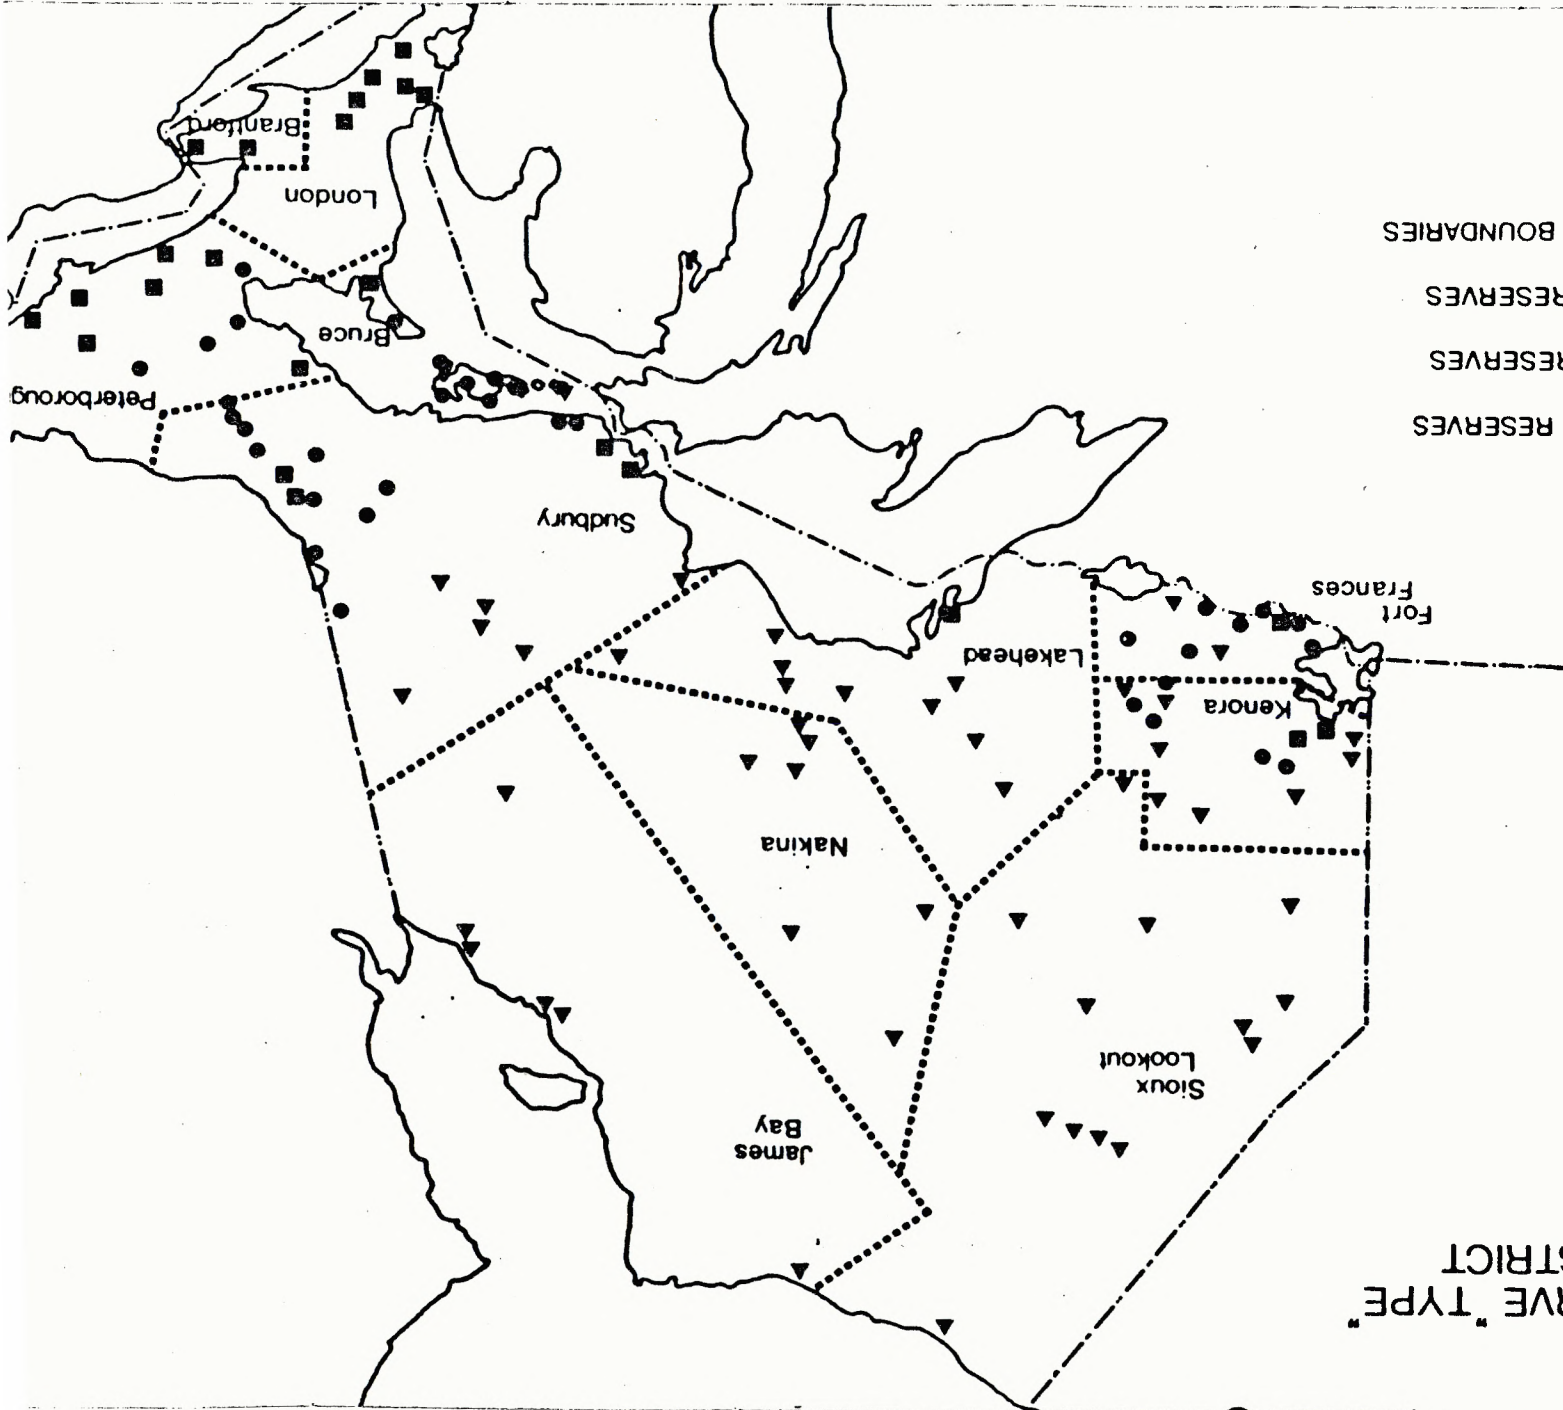 RVE "TYPE"
STRICT
Sioux
Lookout
James
Bay
Nakina
Kenora
Lakehead
Fort
Frances
Sudbury
RESERVES
RESERVES
RESERVES
BOUNDARIES
Peterboroug
Bruce
London
Brantford